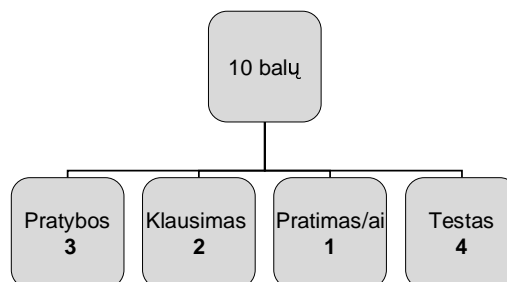 10 balų
Pratybos
3
Klausimas
2
Pratimas/ai
1
Testas
4